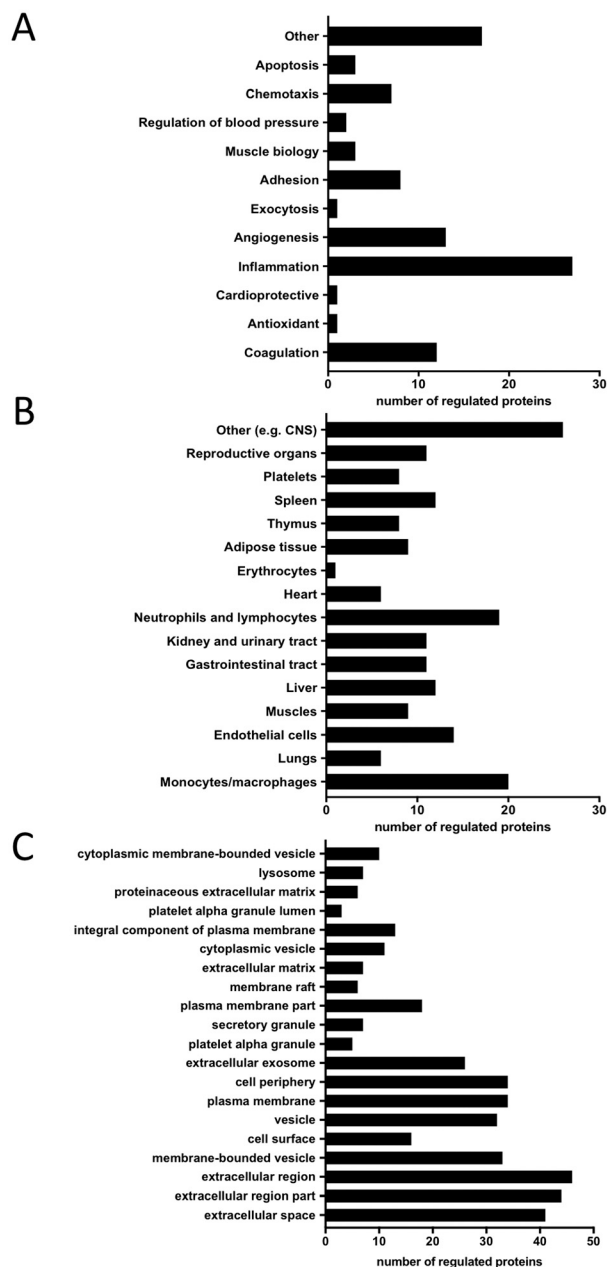 A
Other
Apoptosis
Chemotaxis
Regulation of blood pressure
Muscle biology
Adhesion
Exocytosis
Angiogenesis
Inflammation
Cardioprotective
Antioxidant
Coagulation
0 10 20 30
number of regulated proteins
B
Other (e.g. CNS)
Reproductive organs
Platelets
Spleen
Thymus
Adipose tissue
Erythrocytes
Heart
Neutrophils and lymphocytes
Kidney and urinary tract
Gastrointestinal tract
Liver
Muscles
Endothelial cells
Lungs
Monocytes/macrophages
0 10 20 30
number of regulated proteins
C
cytoplasmic membrane-bounded vesicle
lysosome
proteinaceous extracellular matrix
platelet alpha granule lumen
integral component of plasma membrane
cytoplasmic vesicle
extracellular matrix
membrane raft
plasma membrane part
secretory granule
platelet alpha granule
extracellular exosome
cell periphery
plasma membrane
vesicle
cell surface
membrane-bounded vesicle
extracellular region
extracellular region part
extracellular space
0 10 20 30 40 50
number of regulated proteins